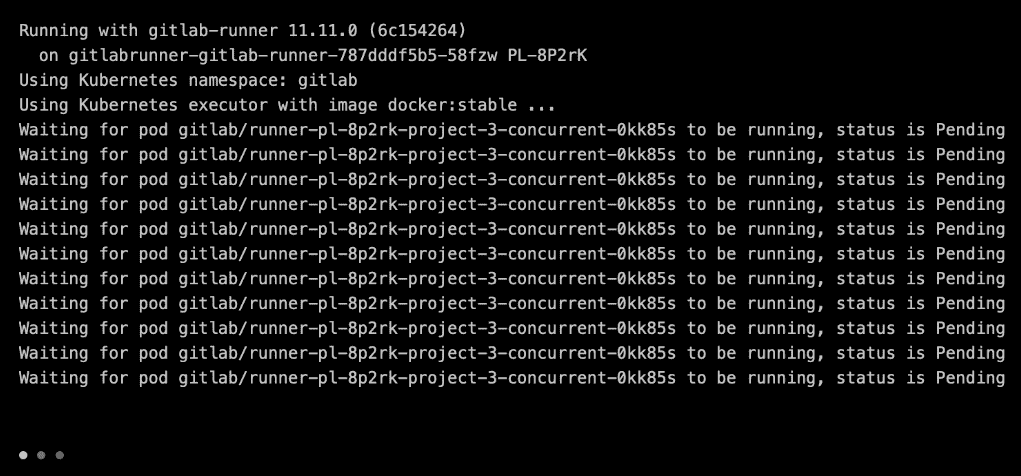 Running with gitlab-runner 11.11.0 (6c154264)
on gitlabrunner-gitlab-runner-787dddf5b5-58fzw PL-8P2rK
Using Kubernetes namespace: gitlab
Using Kubernetes executor with image docker:stable ...
Waiting for pod gitlab/runner-pl-8p2rk-project-3-concurrent-0kk85s to be running, status is Pending
Waiting for pod gitlab/runner-pl-8p2rk-project-3-concurrent-0kk85s to be running, status is Pending
Waiting for pod gitlab/runner-pl-8p2rk-project-3-concurrent-0kk85s to be running, status is Pending
Waiting for pod gitlab/runner-pl-8p2rk-project-3-concurrent-0kk85s to be running, status is Pending
Waiting for pod gitlab/runner-pl-8p2rk-project-3-concurrent-0kk85s to be running, status is Pending
Waiting for pod gitlab/runner-pl-8p2rk-project-3-concurrent-0kk85s to be running, status is Pending
Waiting for pod gitlab/runner-pl-8p2rk-project-3-concurrent-0kk85s to be running, status is Pending
Waiting for pod gitlab/runner-pl-8p2rk-project-3-concurrent-0kk85s to be running, status is Pending
Waiting for pod gitlab/runner-pl-8p2rk-project-3-concurrent-0kk85s to be running, status is Pending
Waiting for pod gitlab/runner-pl-8p2rk-project-3-concurrent-0kk85s to be running, status is Pending
Waiting for pod gitlab/runner-pl-8p2rk-project-3-concurrent-0kk85s to be running, status is Pending